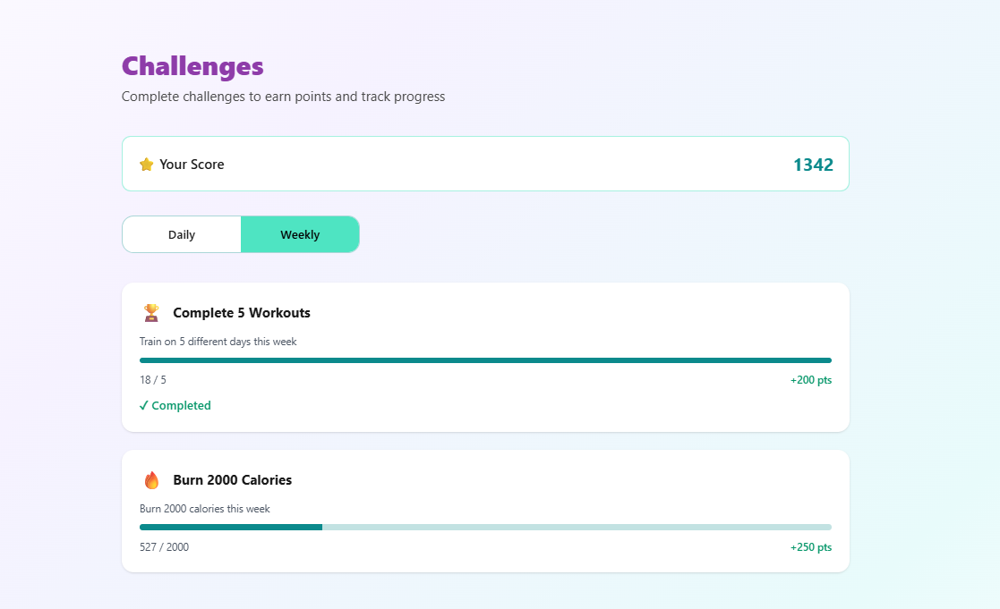 Challenges
Complete challenges to earn points and track progress
Your Score
1342
Daily
Weekly
Complete 5 Workouts
Train on 5 different days this week
18 / 5
+200 pts
✓ Completed
Burn 2000 Calories
Burn 2000 calories this week
527 / 2000
+250 pts